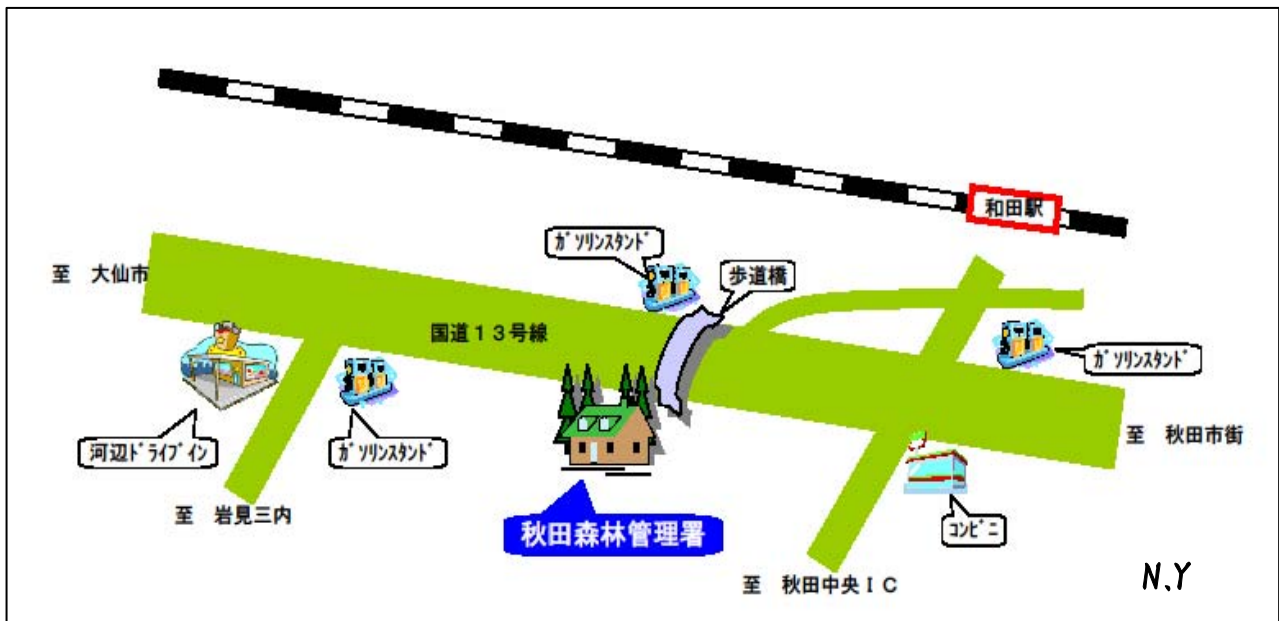 和田駅
ｶﾞｿﾘﾝｽﾀﾝﾄﾞ
歩道橋
至　大仙市
国道１３号線
ｶﾞｿﾘﾝｽﾀﾝﾄﾞ
至　秋田市街
河辺ﾄﾞﾗｲﾌﾞｲﾝ
ｶﾞｿﾘﾝｽﾀﾝﾄﾞ
至　岩見三内
秋田森林管理署
ｺﾝﾋﾞﾆ
至　秋田中央ＩＣ
N.Y